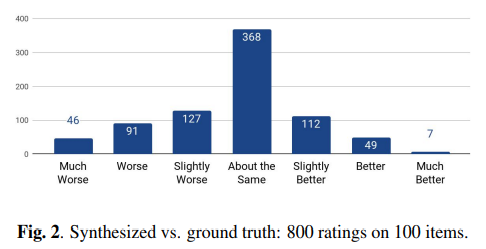 400
300
200
100
0
46
91
127
368
112
49
7
Much
Worse
Worse
Slightly
Worse
About the
Same
Slightly
Better
Better
Much
Better
Fig. 2. Synthesized vs. ground truth: 800 ratings on 100 items.